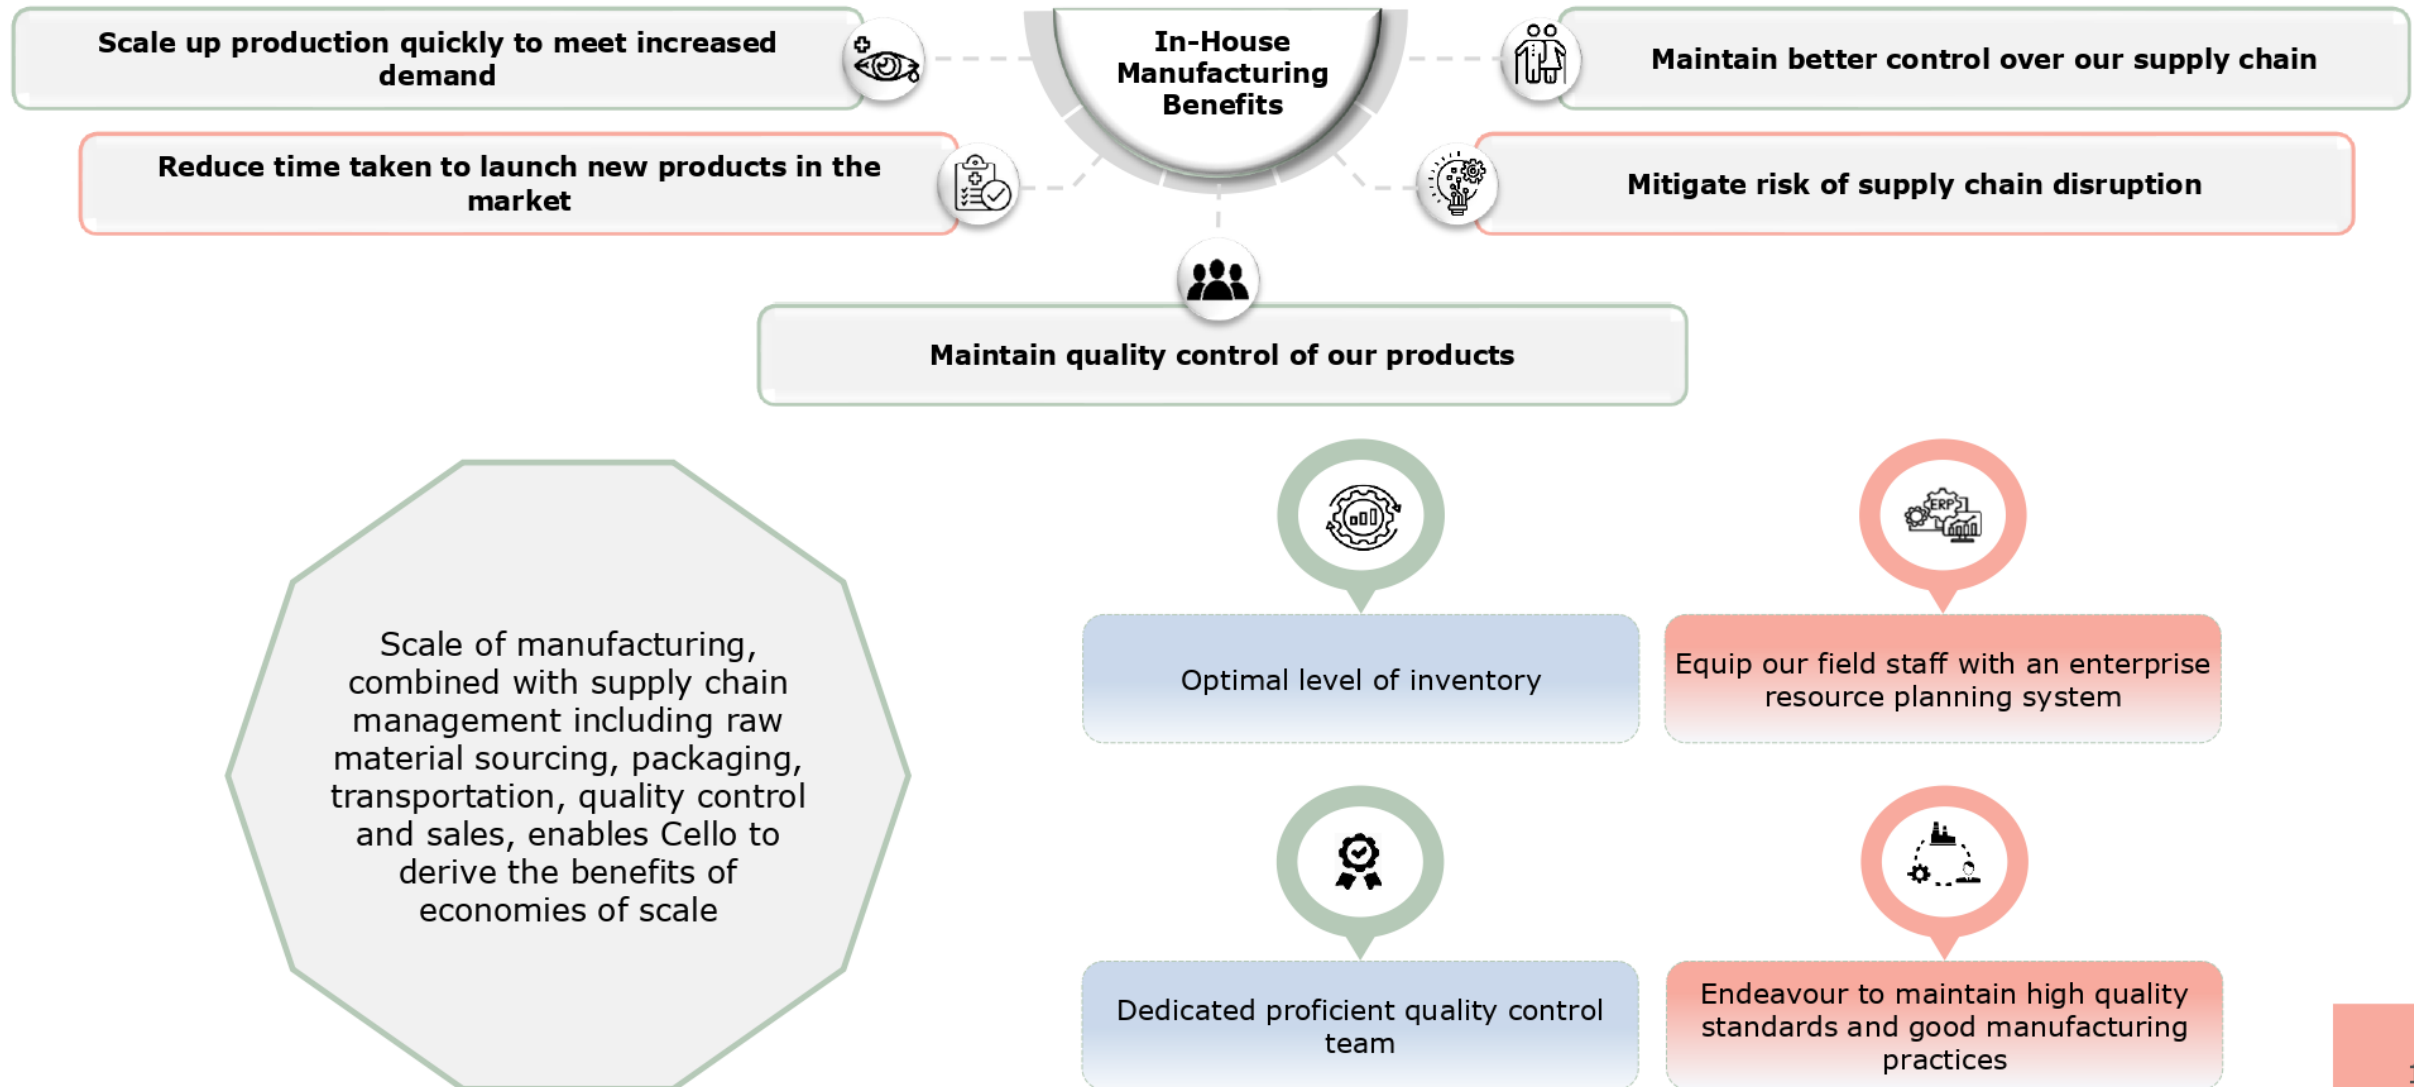 Scale up production quickly to meet increased
demand
In-House
Manufacturing
Benefits
Maintain better control over our supply chain
Reduce time taken to launch new products in the
market
Mitigate risk of supply chain disruption
Maintain quality control of our products
Scale of manufacturing,
combined with supply chain
management including raw
material sourcing, packaging,
transportation, quality control
and sales, enables Cello to
derive the benefits of
economies of scale
ERP
Optimal level of inventory
Equip our field staff with an enterprise
resource planning system
Dedicated proficient quality control
team
Endeavour to maintain high quality
standards and good manufacturing
practices